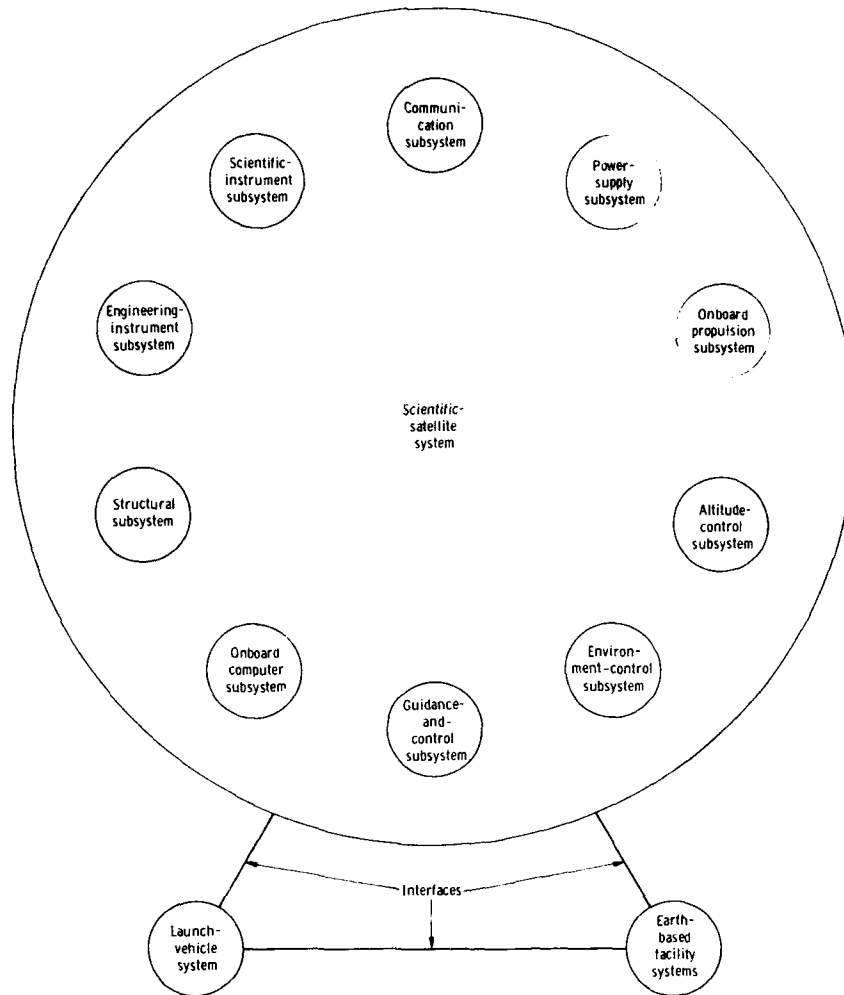 Communi-
cation
subsystem
Scientific-
instrument
subsystem
Power-
supply
subsystem
Engineering-
instrument
subsystem
Onboard
propulsion
subsystem
Scientific-
satellite
system
Structural
subsystem
Altitude-
control
subsystem
Onboard
computer
subsystem
Environ-
ment-control
subsystem
Guidance-
and-
control
subsystem
Interfaces
Launch-
vehicle
system
Earth-
based
facility
systems